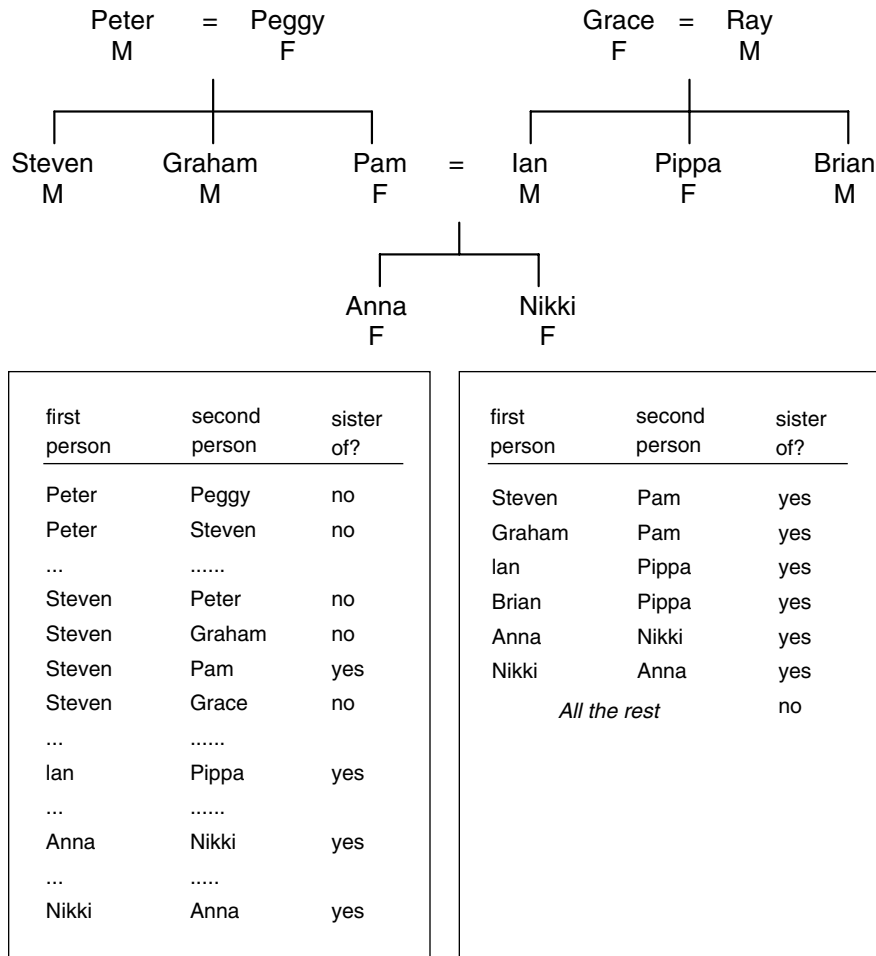 Peter = Peggy Grace = Ray
M F F M
Steven Graham Pam = Ian Pippa Brian
M M F M F M
Anna Nikki
F F
first second sister
person person of?
Peter Peggy no
Peter Steven no
... ......
Steven Peter no
Steven Graham no
Steven Pam yes
Steven Grace no
... ......
Ian Pippa yes
... ......
Anna Nikki yes
... .....
Nikki Anna yes
first second sister
person person of?
Steven Pam yes
Graham Pam yes
Ian Pippa yes
Brian Pippa yes
Anna Nikki yes
Nikki Anna yes
All the rest no